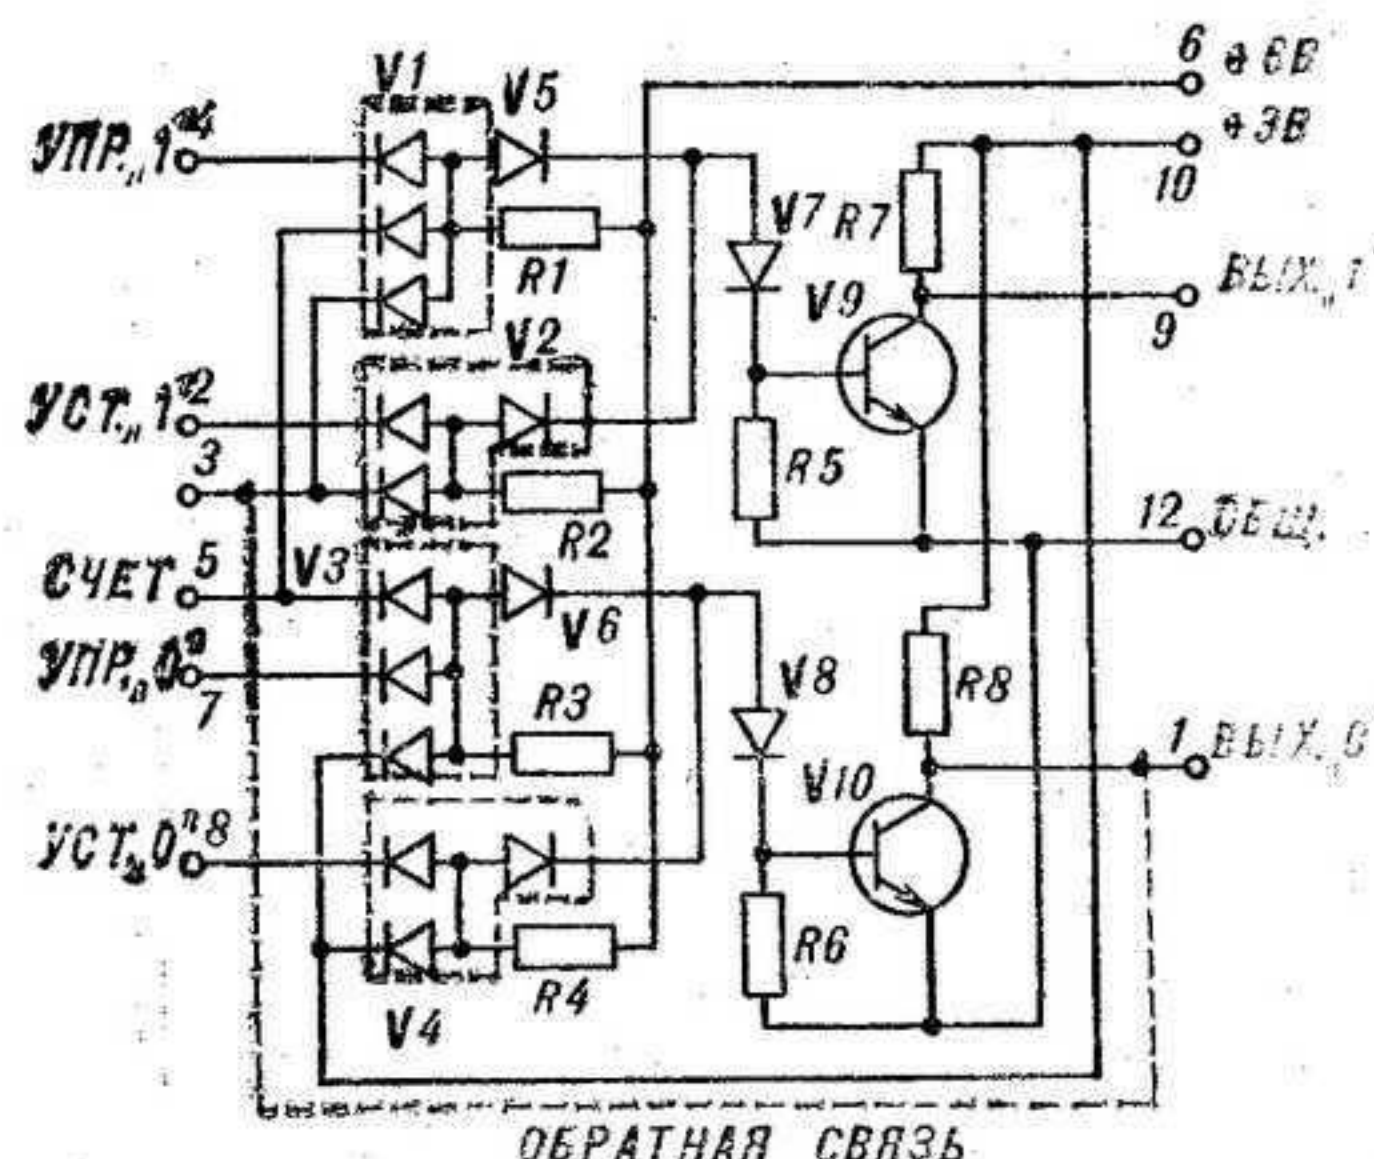 6 +6В
V1 V5
+3В
УПР.„1" 4
10
V7 R7
R1
ВЫХ.„1
V9
9
V2
УСТ.„1" 2
3
R5
12 ОБЩ.
R2
СЧЕТ 5
V3
V6
УПР.„0"
7
V8
R8
R3
1 ВЫХ.„0
V10
УСТ.„0" 8
R6
R4
V4
ОБРАТНАЯ СВЯЗЬ